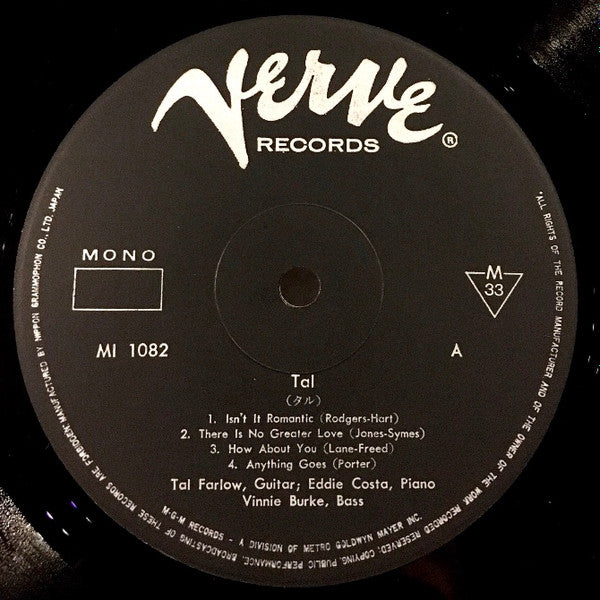 Verve
RECORDS ®
MONO
MI 1082
M
33
A
Tal
(タル)
1. Isn't It Romantic (Rodgers-Hart)
2. There Is No Greater Love (Janes-Symes)
3. How About You (Lane-Freed)
4. Anything Goes (Porter)
Tal Farlow, Guitar; Eddie Costa, Piano
Vinnie Burke, Bass
M-G-M RECORDS - A DIVISION OF METRO GOLDWYN MAYER INC.
"ALL RIGHTS OF THE RECORD MANUFACTURER AND OF THE OWNER OF THE WORK RECORDED RESERVED. COPYING, PUBLIC PERFORMANCE, BROADCASTING OF THESE RECORDS ARE FORBIDDEN MANUFACTURED BY NIPPON GRAMMOPHON CO., LTD. JAPAN